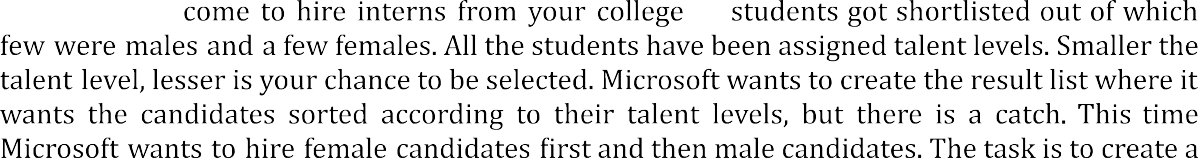 come to hire interns from your college students got shortlisted out of which
few were males and a few females. All the students have been assigned talent levels. Smaller the
talent level, lesser is your chance to be selected. Microsoft wants to create the result list where it
wants the candidates sorted according to their talent levels, but there is a catch. This time
Microsoft wants to hire female candidates first and then male candidates. The task is to create a